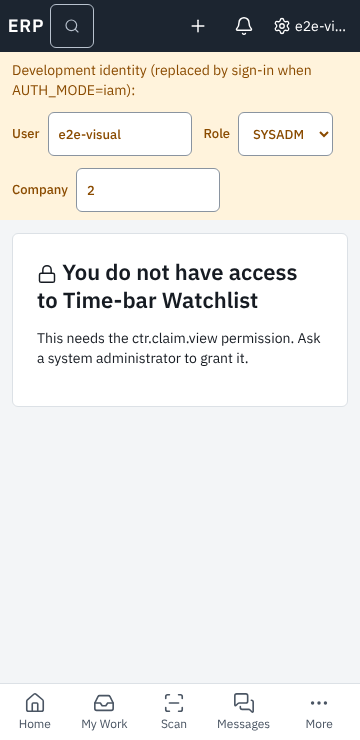 ERP
e2e-vi...
Development identity (replaced by sign-in when
AUTH_MODE=iam):
User e2e-visual Role SYSADM
Company 2
You do not have access
to Time-bar Watchlist
This needs the ctr.claim.view permission. Ask
a system administrator to grant it.
Home My Work Scan Messages More